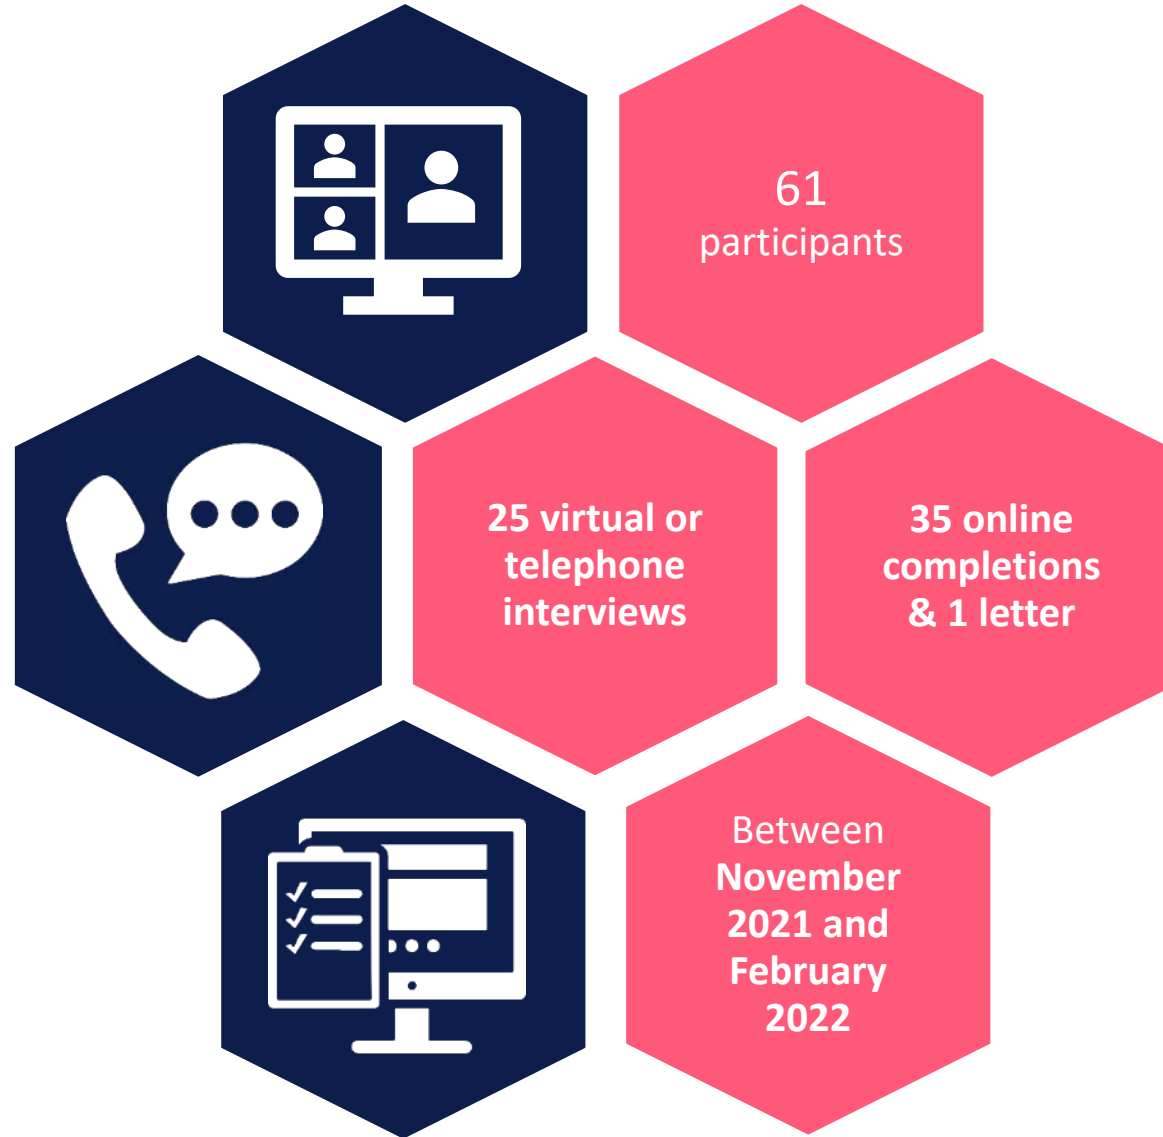 61
participants
25 virtual or
telephone
interviews
35 online
completions
& 1 letter
Between
November
2021 and
February
2022